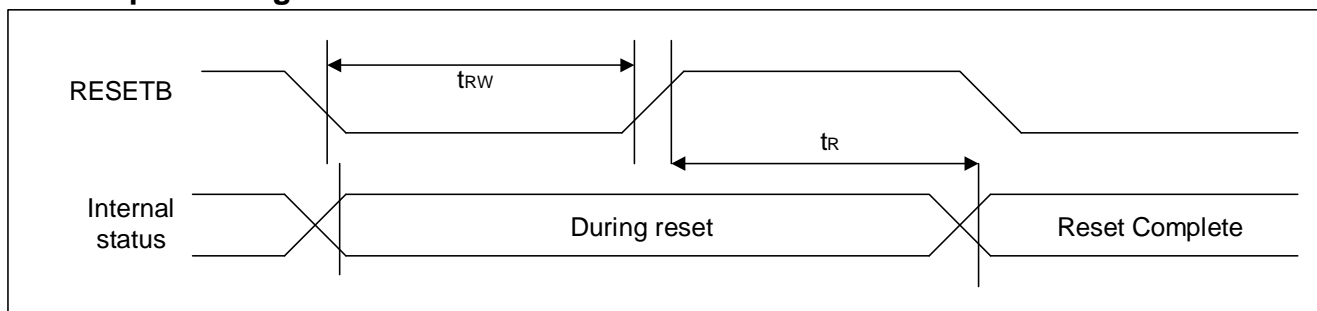 RESETB
tRW
tR
Internal
status
During reset
Reset Complete